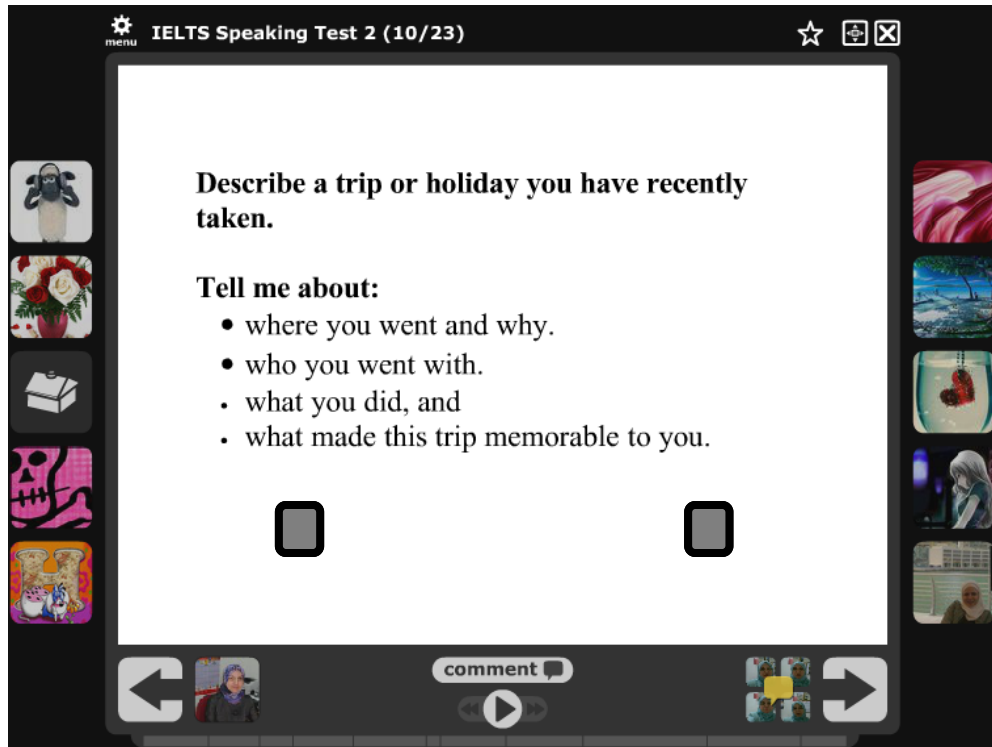 menu
IELTS Speaking Test 2 (10/23)
Describe a trip or holiday you have recently
taken.
Tell me about:
• where you went and why.
• who you went with.
• what you did, and
• what made this trip memorable to you.
comment